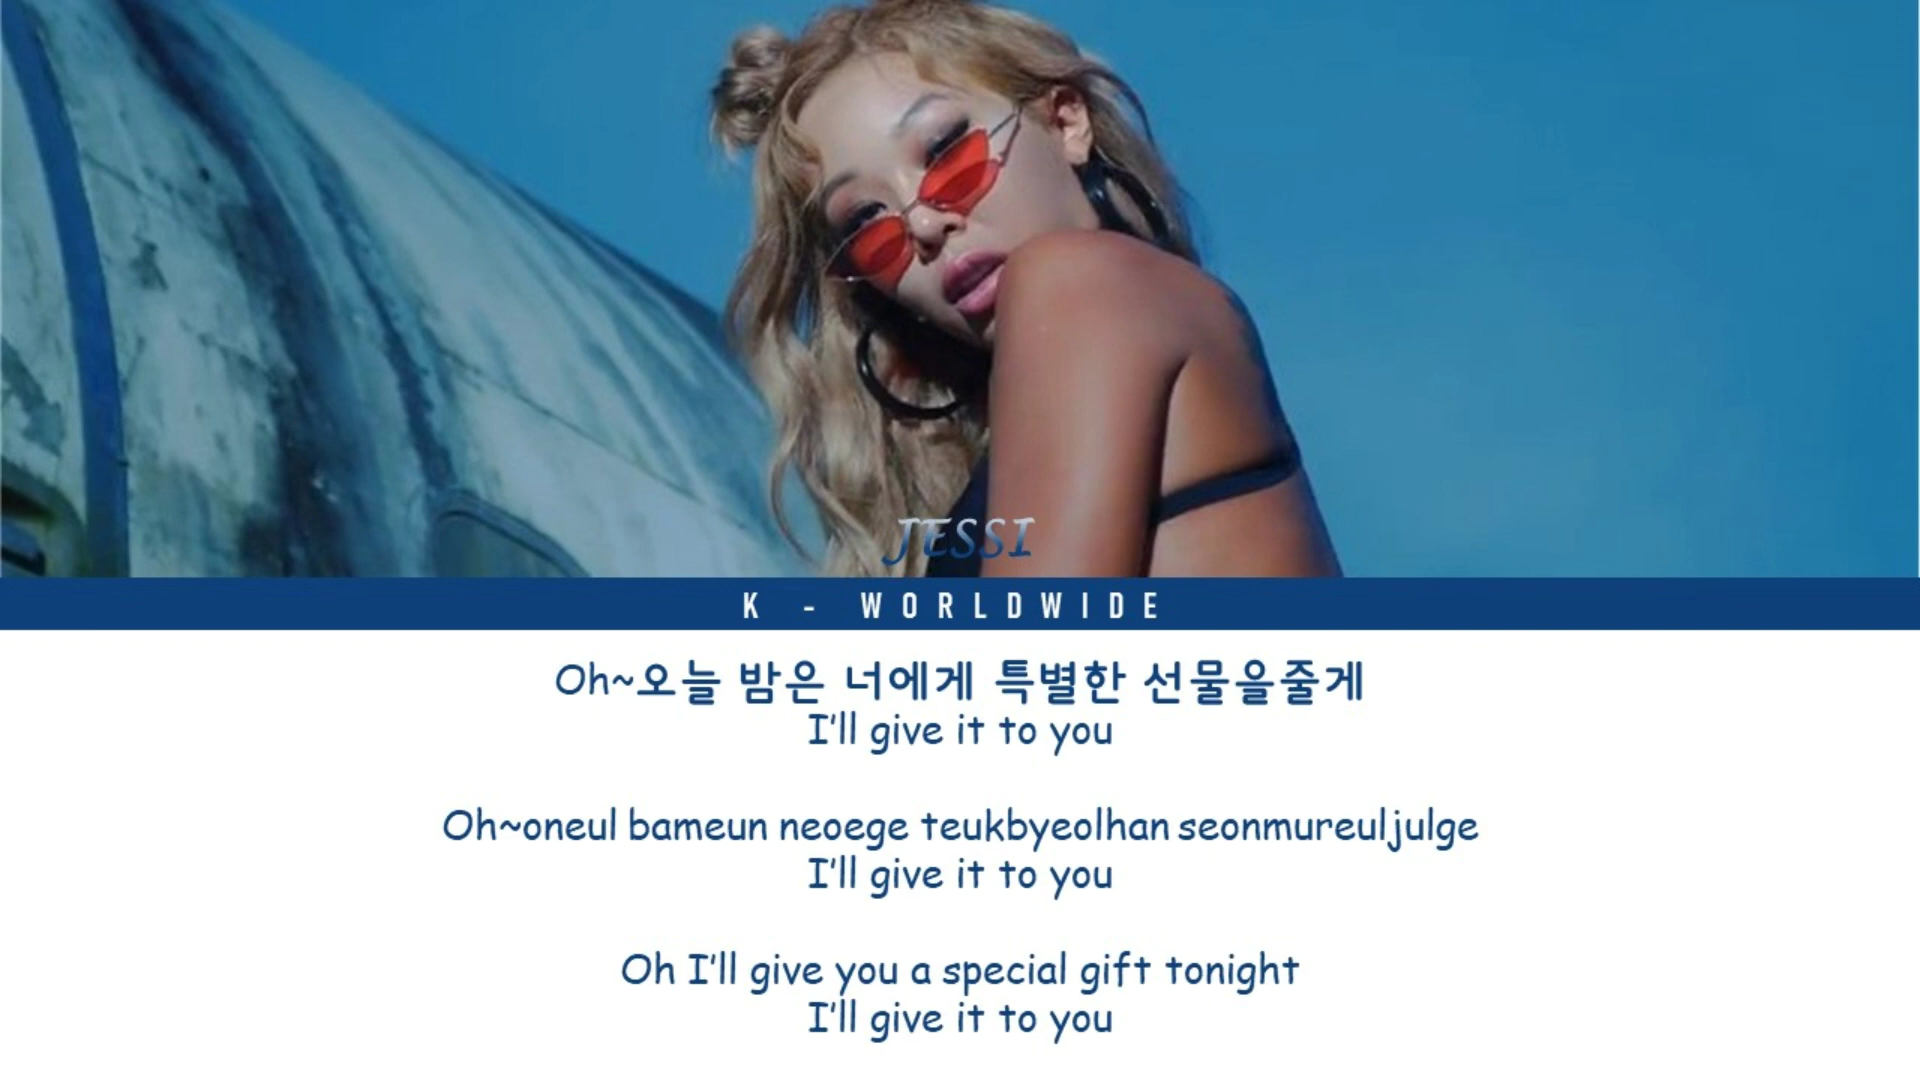 JESSI
K - WORLDWIDE
Oh~오늘 밤은 너에게 특별한 선물을줄게
I'll give it to you
Oh~oneul bameun neoege teukbyeolhan seonmureuljulge
I'll give it to you
Oh I'll give you a special gift tonight
I'll give it to you